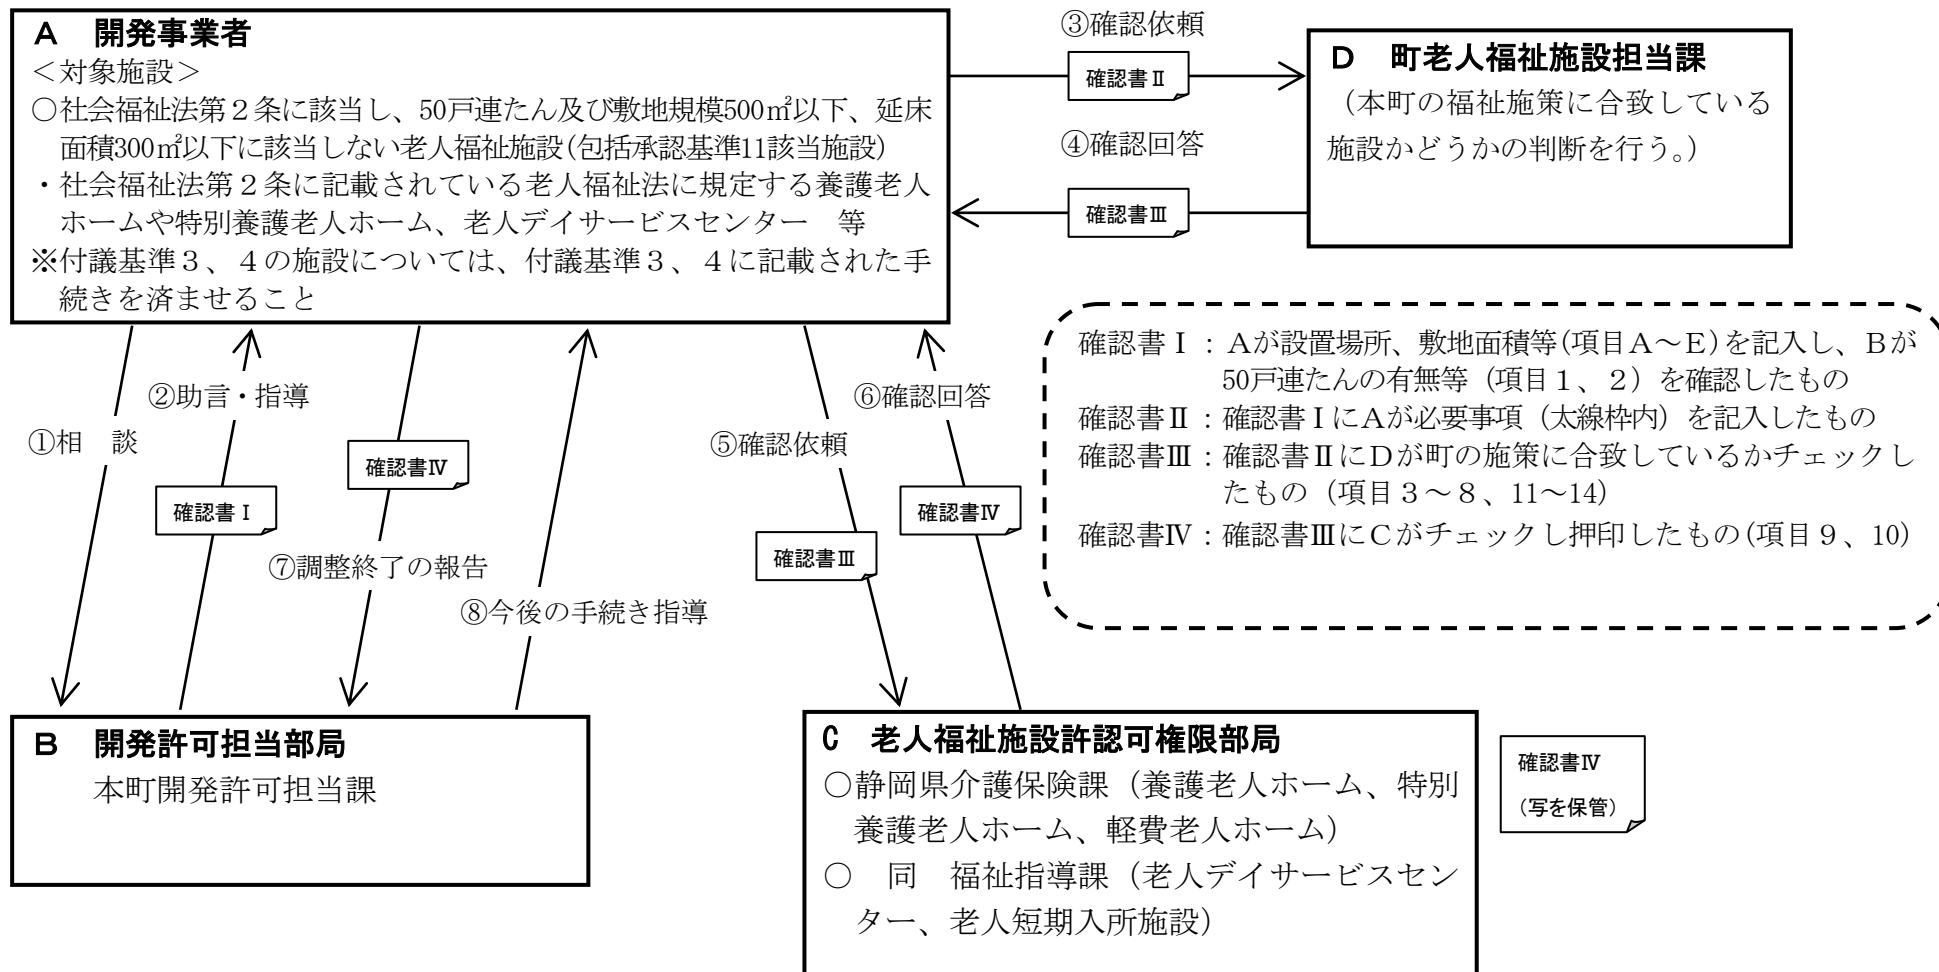 A　開発事業者
＜対象施設＞
○社会福祉法第２条に該当し、50戸連たん及び敷地規模500㎡以下、延床
面積300㎡以下に該当しない老人福祉施設(包括承認基準11該当施設)
・社会福祉法第２条に記載されている老人福祉法に規定する養護老人
ホームや特別養護老人ホーム、老人デイサービスセンター　等
※付議基準３、４の施設については、付議基準３、４に記載された手
続きを済ませること
③確認依頼
確認書Ⅱ
④確認回答
確認書Ⅲ
D　町老人福祉施設担当課
（本町の福祉施策に合致している
施設かどうかの判断を行う。）
確認書Ⅰ：Ａが設置場所、敷地面積等(項目Ａ～Ｅ)を記入し、Ｂが
50戸連たんの有無等（項目１、２）を確認したもの
確認書Ⅱ：確認書ⅠにＡが必要事項（太線枠内）を記入したもの
確認書Ⅲ：確認書ⅡにＤが町の施策に合致しているかチェックし
たもの（項目３～８、11～14）
確認書Ⅳ：確認書ⅢにＣがチェックし押印したもの(項目９、10)
①相　談
②助言・指導
確認書Ⅰ
確認書Ⅳ
⑦調整終了の報告
⑧今後の手続き指導
⑤確認依頼
確認書Ⅲ
⑥確認回答
確認書Ⅳ
B　開発許可担当部局
本町開発許可担当課
C　老人福祉施設許認可権限部局
○静岡県介護保険課（養護老人ホーム、特別
養護老人ホーム、軽費老人ホーム）
○　同　福祉指導課（老人デイサービスセン
ター、老人短期入所施設）
確認書Ⅳ
（写を保管）